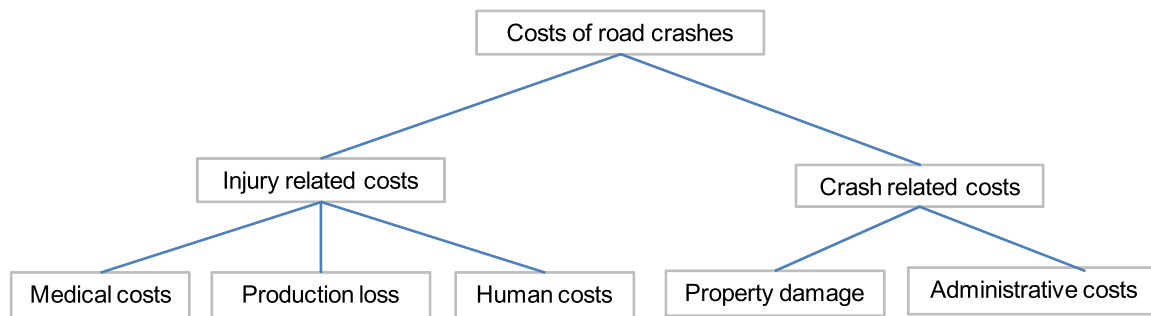 Costs of road crashes
Injury related costs
Crash related costs
Medical costs
Production loss
Human costs
Property damage
Administrative costs